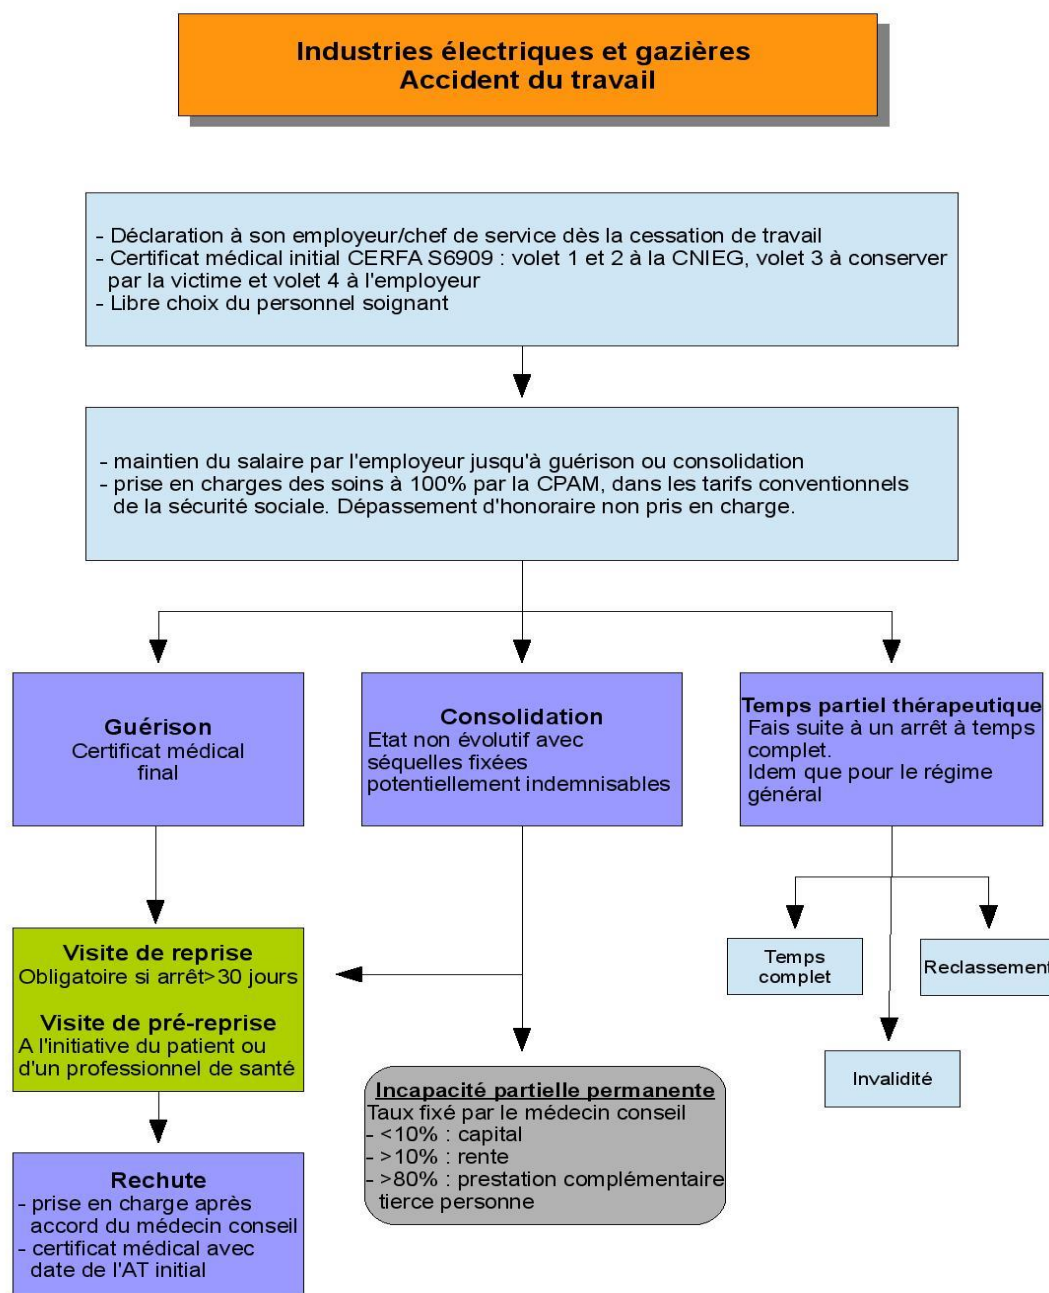 Industries électriques et gazières
Accident du travail
- Déclaration à son employeur/chef de service dès la cessation de travail
- Certificat médical initial CERFA S6909 : volet 1 et 2 à la CNIEG, volet 3 à conserver
par la victime et volet 4 à l'employeur
- Libre choix du personnel soignant
- maintien du salaire par l'employeur jusqu'à guérison ou consolidation
- prise en charges des soins à 100% par la CPAM, dans les tarifs conventionnels
de la sécurité sociale. Dépassement d'honoraire non pris en charge.
Guérison
Certificat médical
final
Consolidation
Etat non évolutif avec
séquelles fixées
potentiellement indemnisables
Temps partiel thérapeutique
Fais suite à un arrêt à temps
complet.
Idem que pour le régime
général
Visite de reprise
Obligatoire si arrêt>30 jours
Visite de pré-reprise
A l'initiative du patient ou
d'un professionnel de santé
Temps
complet
Reclassement
Invalidité
Incapacité partielle permanente
Taux fixé par le médecin conseil
- <10% : capital
- >10% : rente
- >80% : prestation complémentaire
tierce personne
Rechute
- prise en charge après
accord du médecin conseil
- certificat médical avec
date de l'AT initial